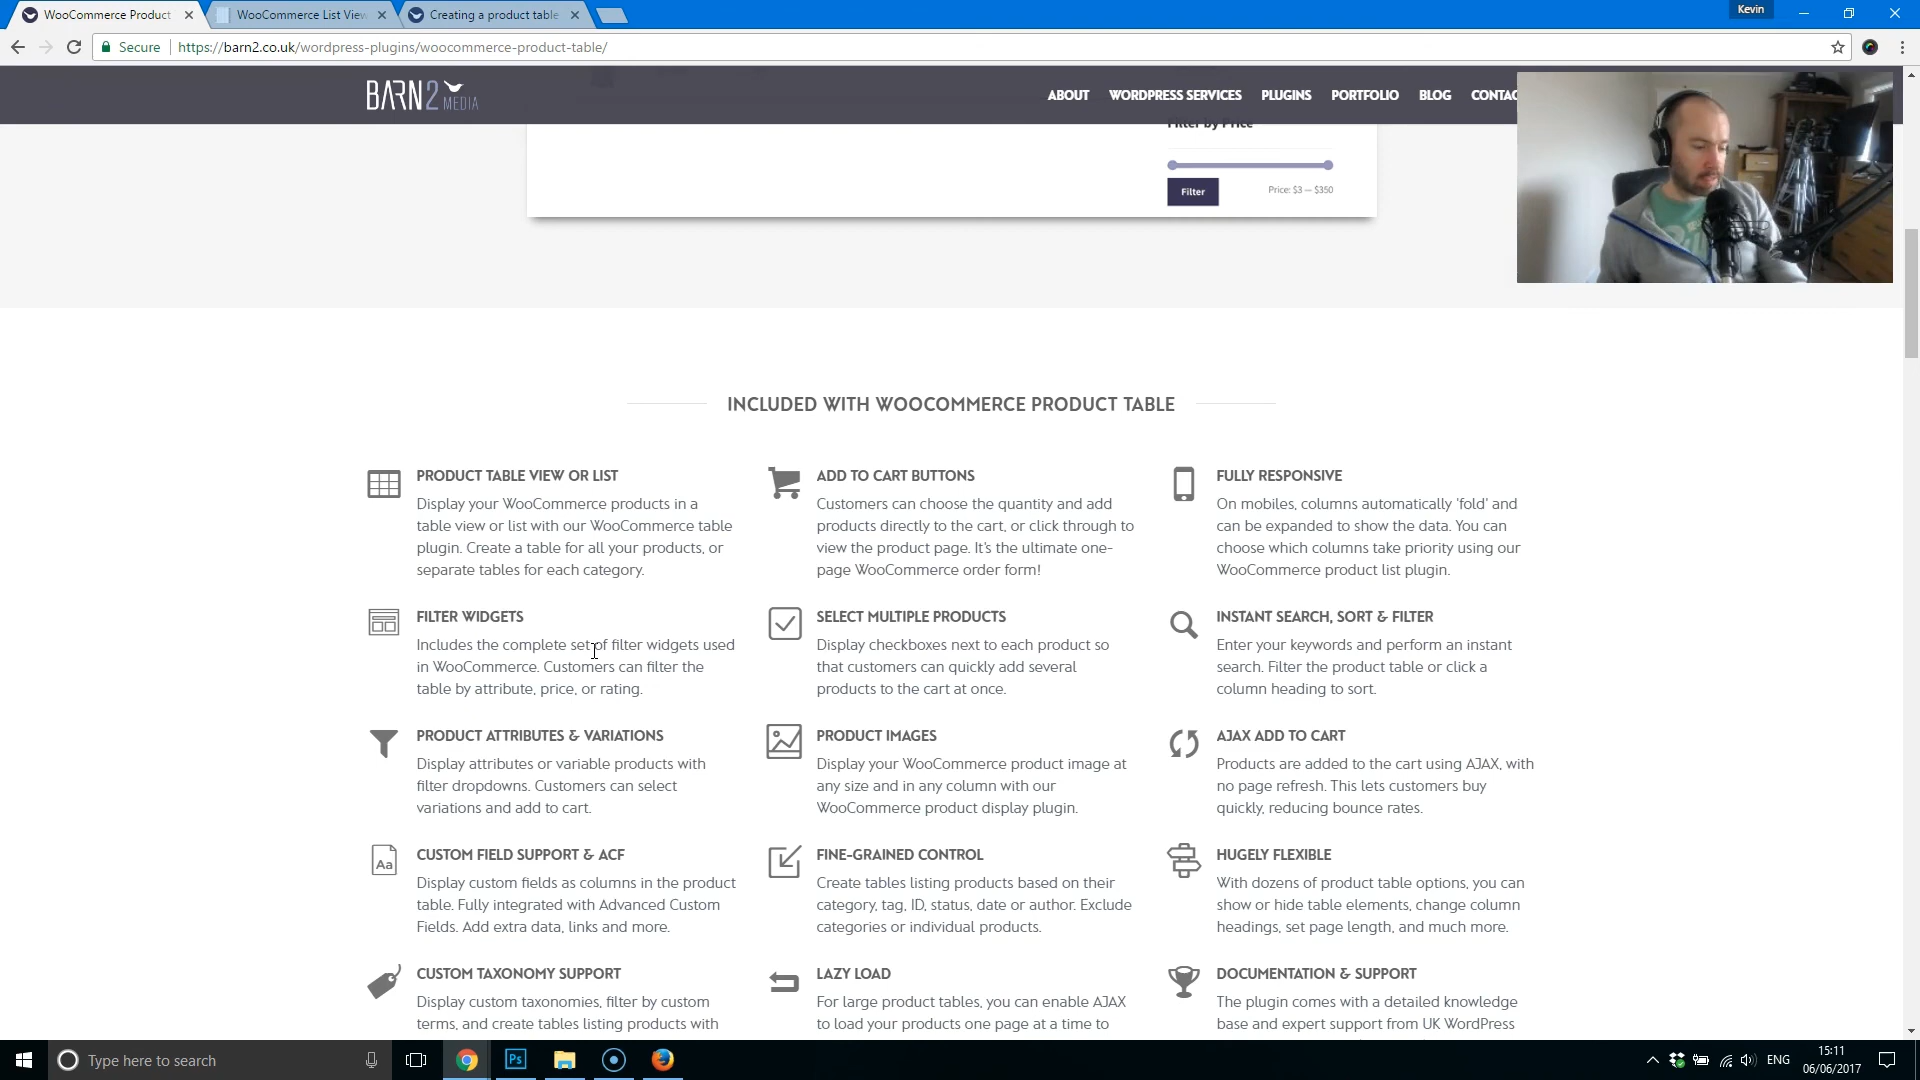 WooCommerce Product
WooCommerce List View
Creating a product table
Kevin
Secure
https://barn2.co.uk/wordpress-plugins/woocommerce-product-table/
BARN2 MEDIA
ABOUT
WORDPRESS SERVICES
PLUGINS
PORTFOLIO
BLOG
CONTAC
Filter by Price
Filter
Price: $3 — $350
INCLUDED WITH WOOCOMMERCE PRODUCT TABLE
PRODUCT TABLE VIEW OR LIST
Display your WooCommerce products in a
table view or list with our WooCommerce table
plugin. Create a table for all your products, or
separate tables for each category.
ADD TO CART BUTTONS
Customers can choose the quantity and add
products directly to the cart, or click through to
view the product page. It's the ultimate one-
page WooCommerce order form!
FULLY RESPONSIVE
On mobiles, columns automatically 'fold' and
can be expanded to show the data. You can
choose which columns take priority using our
WooCommerce product list plugin.
FILTER WIDGETS
Includes the complete set of filter widgets used
in WooCommerce. Customers can filter the
table by attribute, price, or rating.
SELECT MULTIPLE PRODUCTS
Display checkboxes next to each product so
that customers can quickly add several
products to the cart at once.
INSTANT SEARCH, SORT & FILTER
Enter your keywords and perform an instant
search. Filter the product table or click a
column heading to sort.
PRODUCT ATTRIBUTES & VARIATIONS
Display attributes or variable products with
filter dropdowns. Customers can select
variations and add to cart.
PRODUCT IMAGES
Display your WooCommerce product image at
any size and in any column with our
WooCommerce product display plugin.
AJAX ADD TO CART
Products are added to the cart using AJAX, with
no page refresh. This lets customers buy
quickly, reducing bounce rates.
Aa
CUSTOM FIELD SUPPORT & ACF
Display custom fields as columns in the product
table. Fully integrated with Advanced Custom
Fields. Add extra data, links and more.
FINE-GRAINED CONTROL
Create tables listing products based on their
category, tag, ID, status, date or author. Exclude
categories or individual products.
HUGELY FLEXIBLE
With dozens of product table options, you can
show or hide table elements, change column
headings, set page length, and much more.
CUSTOM TAXONOMY SUPPORT
Display custom taxonomies, filter by custom
terms, and create tables listing products with
LAZY LOAD
For large product tables, you can enable AJAX
to load your products one page at a time to
DOCUMENTATION & SUPPORT
The plugin comes with a detailed knowledge
base and expert support from UK WordPress
Type here to search
Ps
ENG
15:11
06/06/2017